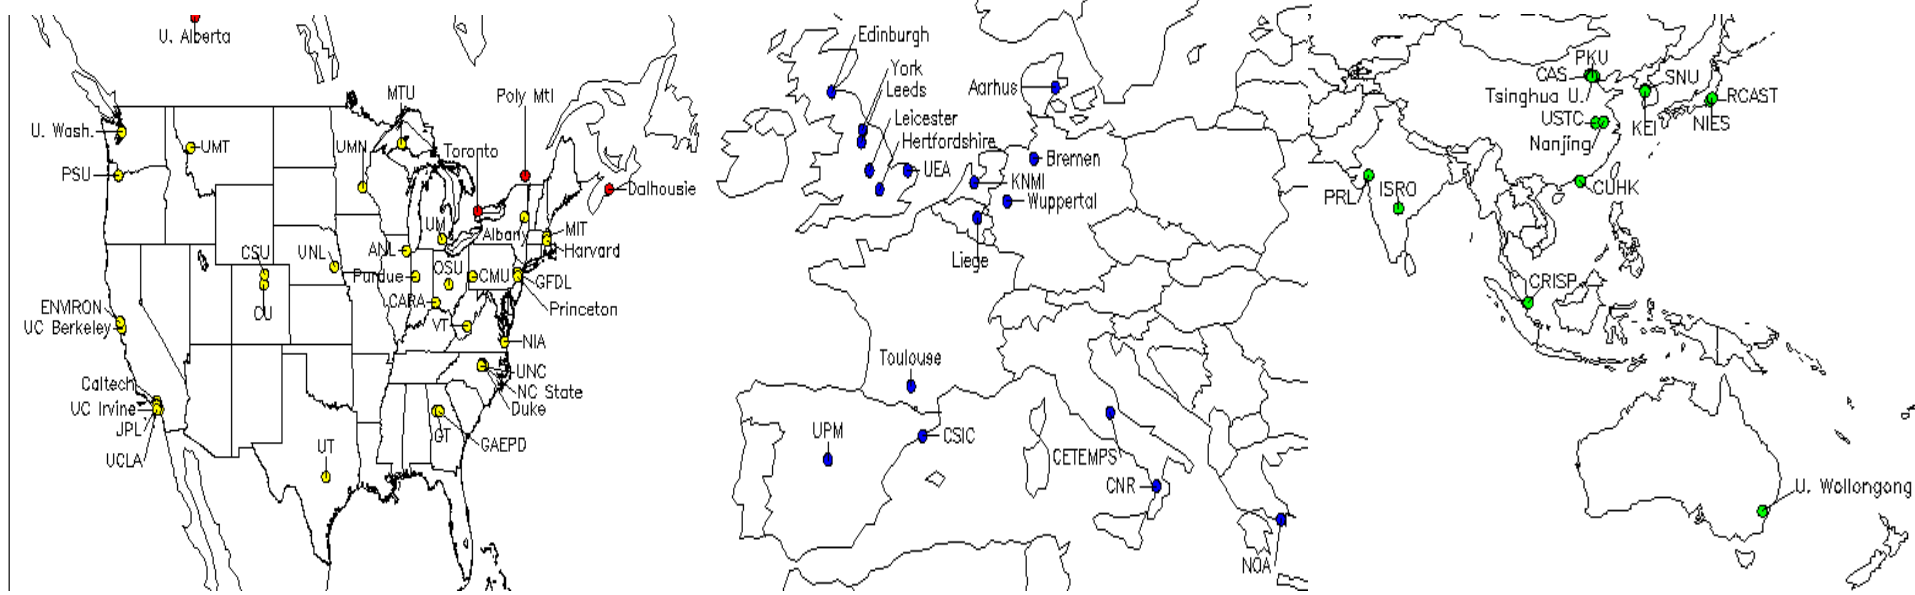 U. Alberta
MTU
Poly Mtl
U. Wash.
UMT
UMN
Toronto
PSU
Dalhousie
UM
Albany
MIT
Harvard
CSU
UNL
ANL
OSU
Purdue
CMU
GFDL
CARA
Princeton
ENVIRON
CU
UC Berkeley
VT
NIA
UNC
Caltech
NC State
UC Irvine
Duke
JPL
GT
GAEPD
UT
UCLA
Edinburgh
York
Leeds
Aarhus
Leicester
Hertfordshire
UEA
Bremen
KNMI
Wuppertal
Liege
Toulouse
UPM
CSIC
CETEMPS
CNR
NOA
PKU
CAS
SNU
Tsinghua U.
RCAST
USTC
KEI
NIES
Nanjing
PRL
ISRO
CUHK
CRISP
U. Wollongong